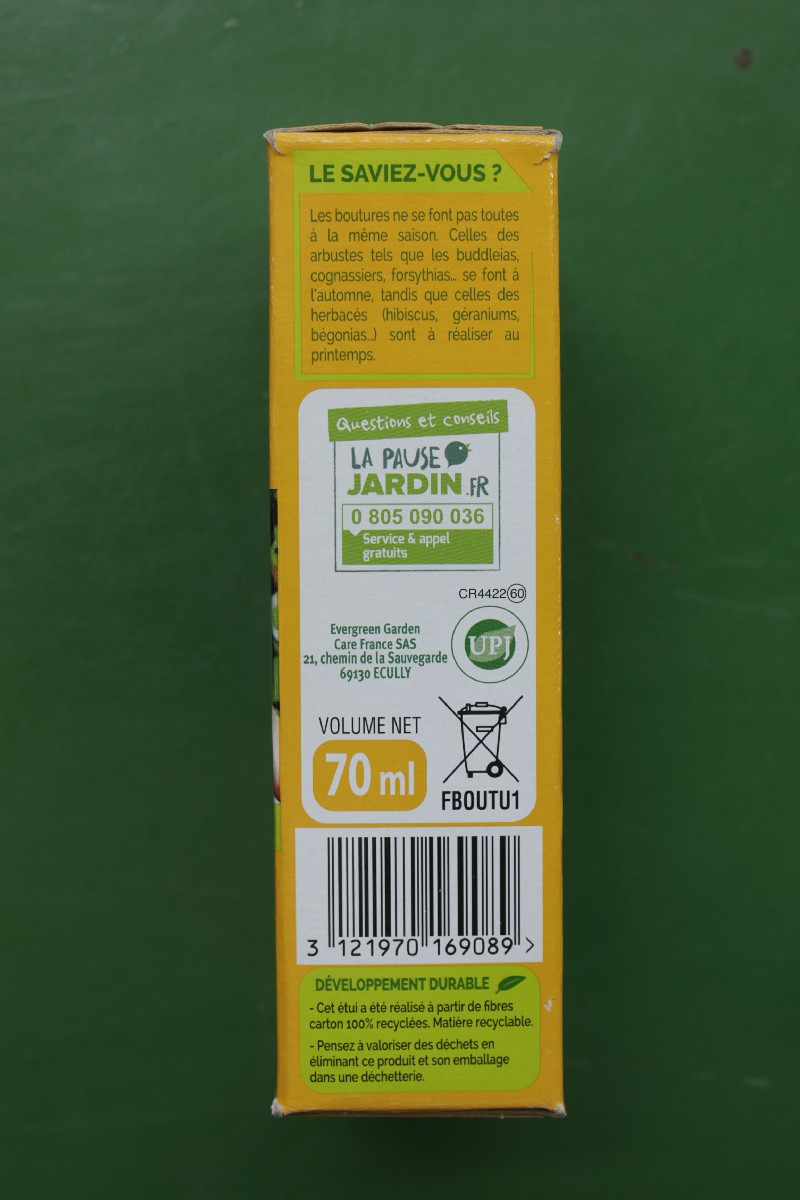 LE SAVIEZ-VOUS ?
Les boutures ne se font pas toutes
à la même saison. Celles des
arbustes tels que les buddleias,
cognassiers, forsythias... se font à
l'automne, tandis que celles des
herbacés (hibiscus, géraniums,
bégonias...) sont à réaliser au
printemps.
Questions et conseils
LA PAUSE
JARDIN.FR
0 805 090 036
Service & appel
gratuits
CR4422 60
Evergreen Garden
Care France SAS
21, chemin de la Sauvegarde
69130 ECULLY
UPJ
VOLUME NET
70 ml
FBOUTU1
3 121970 169089 >
DÉVELOPPEMENT DURABLE
- Cet étui a été réalisé à partir de fibres
carton 100% recyclées. Matière recyclable.
- Pensez à valoriser des déchets en
éliminant ce produit et son emballage
dans une déchetterie.